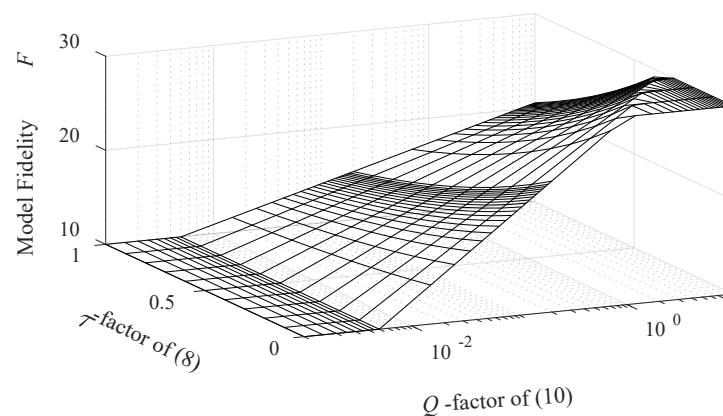 30
20
10
Model Fidelity F
1
0.5
0
τ-factor of (8)
10^-2
10^0
Q -factor of (10)